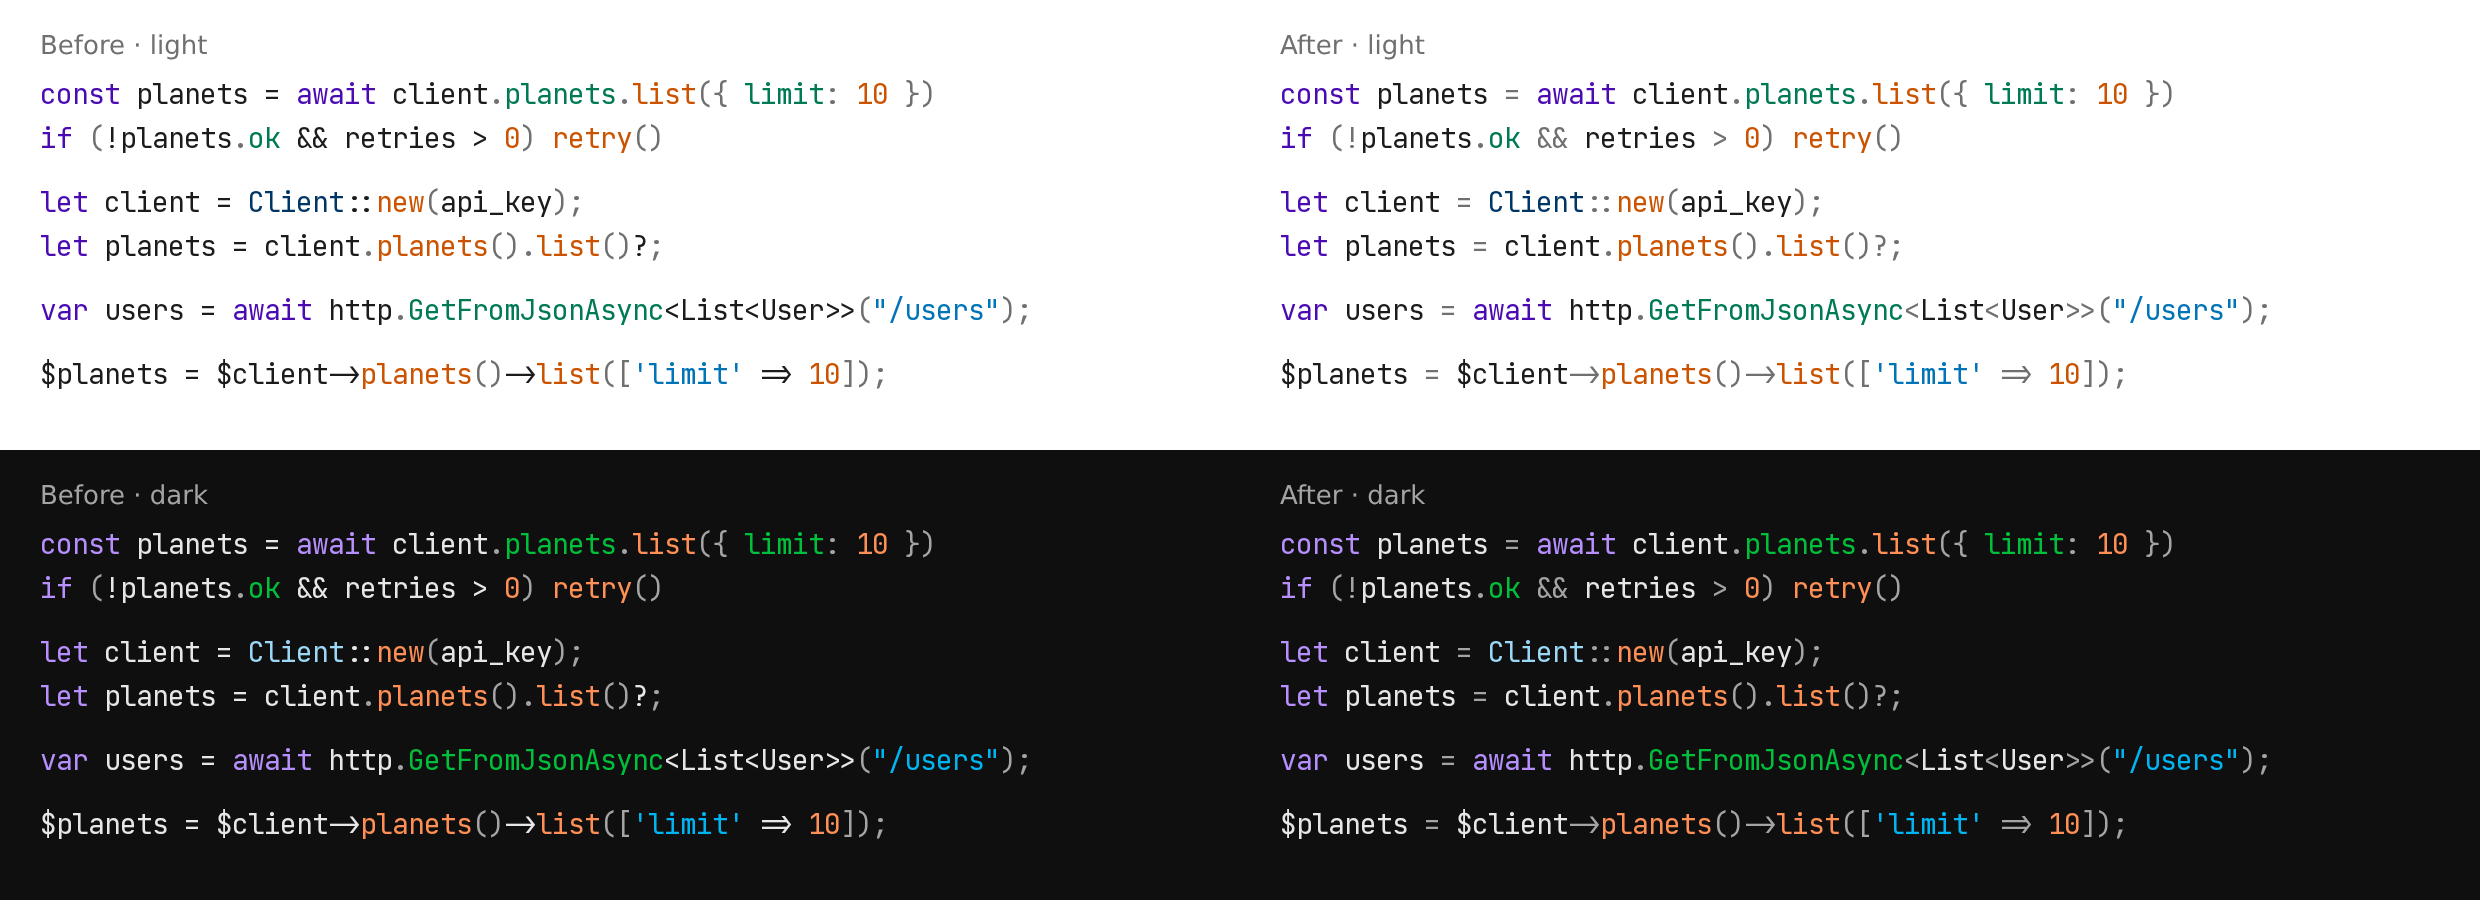 Before · light
const planets = await client.planets.list({ limit: 10 })
if (!planets.ok && retries > 0) retry()
let client = Client::new(api_key);
let planets = client.planets().list()?;
var users = await http.GetFromJsonAsync<List<User>>("/users");
$planets = $client->planets()->list(['limit' => 10]);
After · light
const planets = await client.planets.list({ limit: 10 })
if (!planets.ok && retries > 0) retry()
let client = Client::new(api_key);
let planets = client.planets().list()?;
var users = await http.GetFromJsonAsync<List<User>>("/users");
$planets = $client->planets()->list(['limit' => 10]);
Before · dark
const planets = await client.planets.list({ limit: 10 })
if (!planets.ok && retries > 0) retry()
let client = Client::new(api_key);
let planets = client.planets().list()?;
var users = await http.GetFromJsonAsync<List<User>>("/users");
$planets = $client->planets()->list(['limit' => 10]);
After · dark
const planets = await client.planets.list({ limit: 10 })
if (!planets.ok && retries > 0) retry()
let client = Client::new(api_key);
let planets = client.planets().list()?;
var users = await http.GetFromJsonAsync<List<User>>("/users");
$planets = $client->planets()->list(['limit' => 10]);